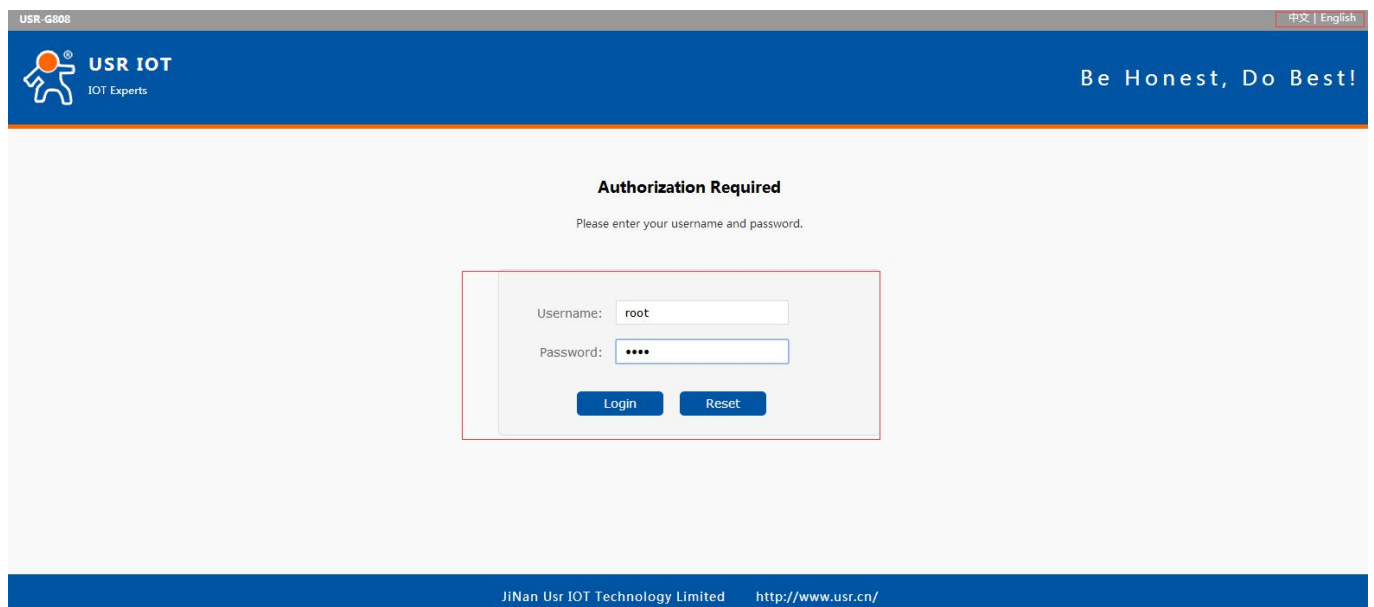 USR-G808
中文 | English
®
USR IOT
IOT Experts
Be Honest, Do Best!
Authorization Required
Please enter your username and password.
Username: root
Password: ••••
Login Reset
JiNan Usr IOT Technology Limited http://www.usr.cn/